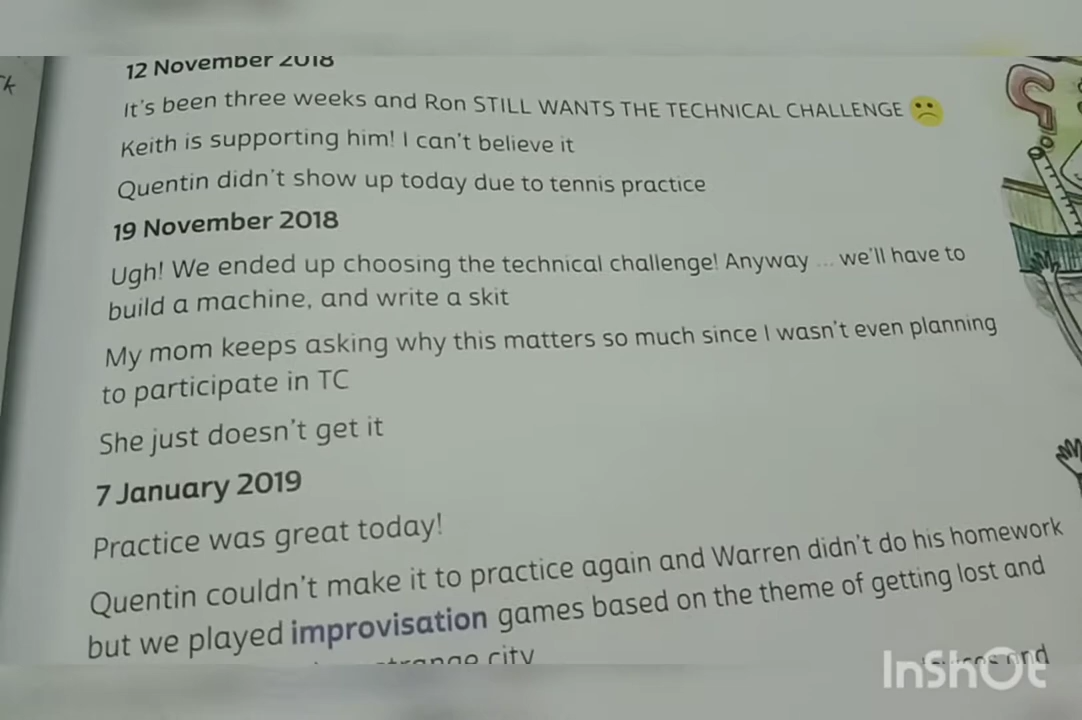 12 November 2018
It's been three weeks and Ron STILL WANTS THE TECHNICAL CHALLENGE
Keith is supporting him! I can't believe it
Quentin didn't show up today due to tennis practice
19 November 2018
Ugh! We ended up choosing the technical challenge! Anyway ... we'll have to
build a machine, and write a skit
My mom keeps asking why this matters so much since I wasn't even planning
to participate in TC
She just doesn't get it
7 January 2019
Practice was great today!
Quentin couldn't make it to practice again and Warren didn't do his homework
but we played improvisation games based on the theme of getting lost and
strange city
and
InShOt